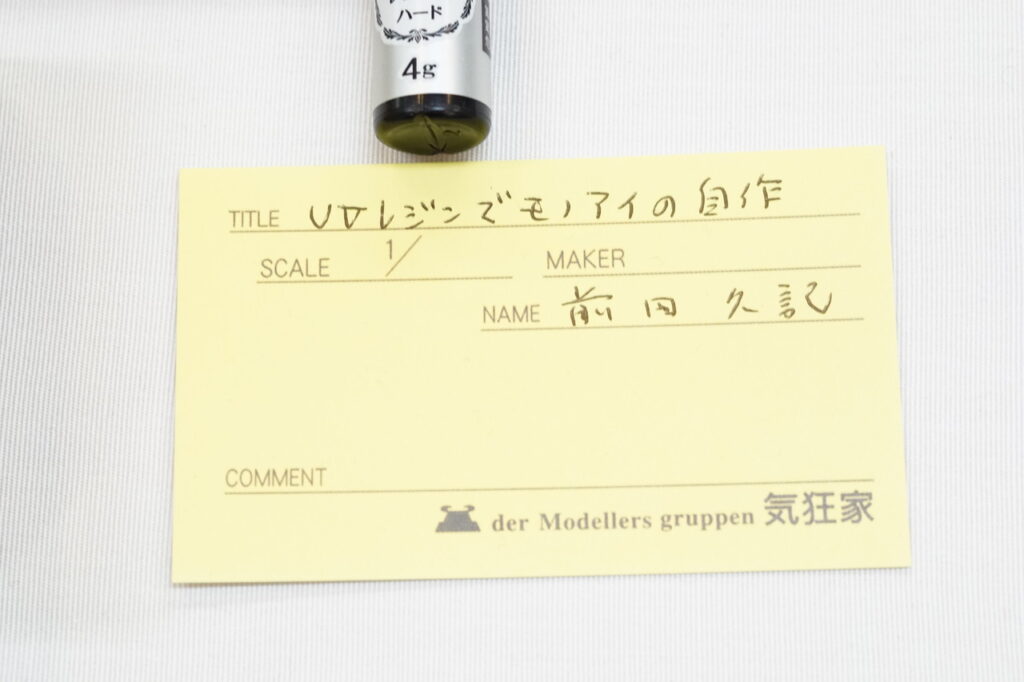 ハード
4g
TITLE UVレジンでモノアイの自作
SCALE 1/
MAKER
NAME 前田 久記
COMMENT
der Modellers gruppen 気狂家